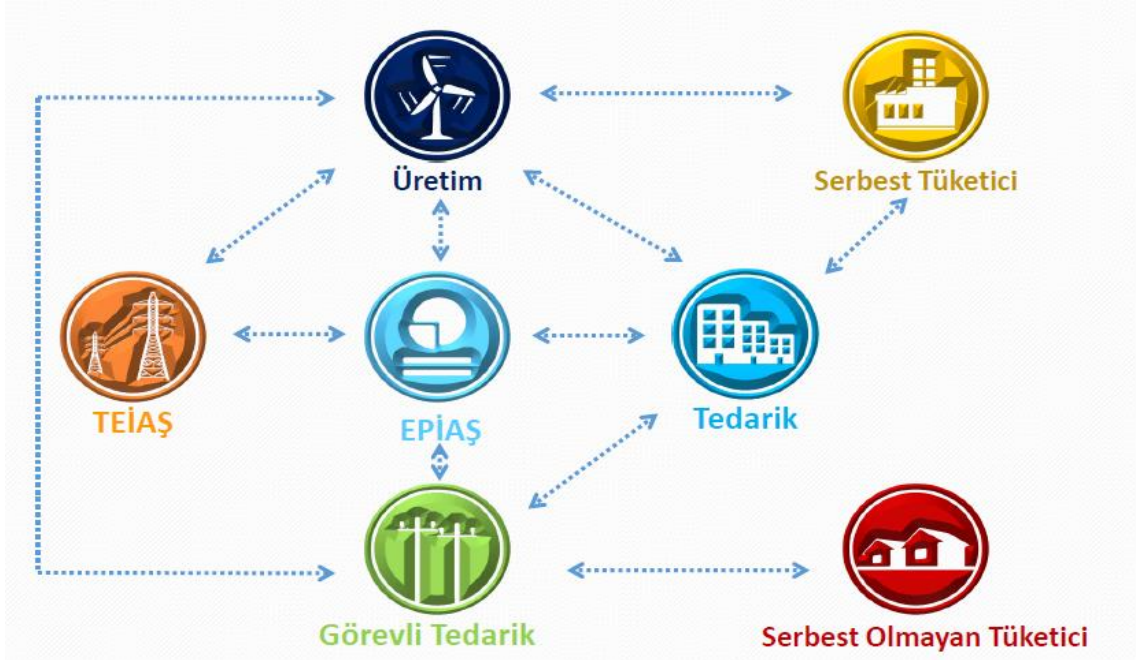 Üretim
Serbest Tüketici
TEİAŞ
EPİAŞ
Tedarik
Görevli Tedarik
Serbest Olmayan Tüketici